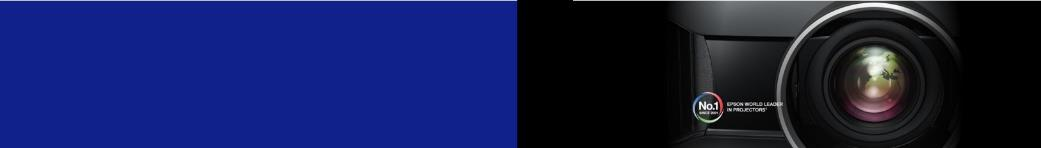 No.1
SINCE 2001
EPSON WORLD LEADER
IN PROJECTORS*